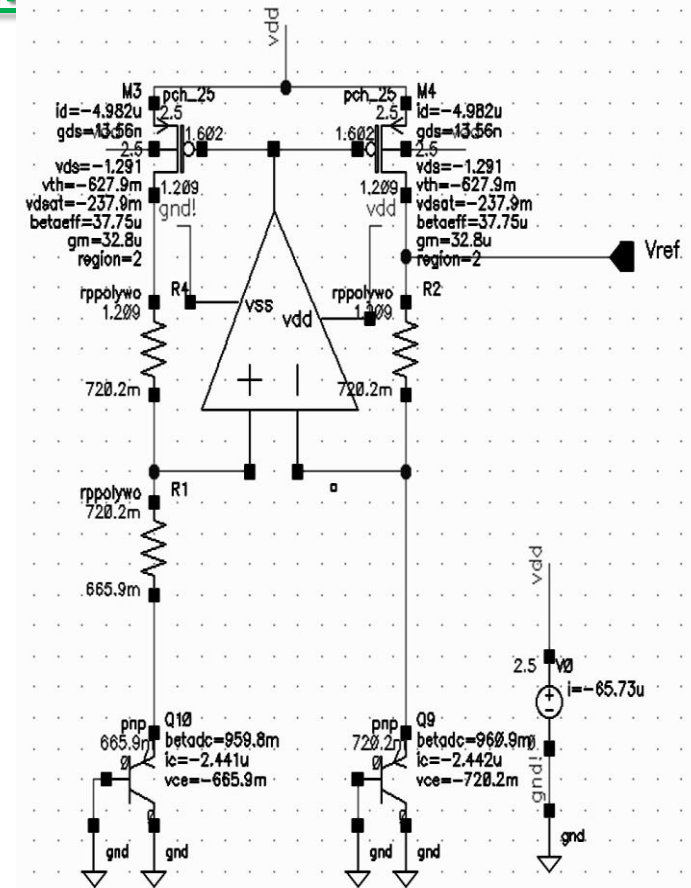 vdd
M3 pch_25 pch_25 M4
id=-4.982u 2.5 2.5 id=-4.982u
gds=13.56n 1.602 1.602 gds=13.56n
2.5 2.5
vds=-1.291 vds=-1.291
vth=-627.9m 1.209 1.209 vth=-627.9m
vdsat=-237.9m gnd! vdd vdsat=-237.9m
betaeff=37.75u betaeff=37.75u
gm=32.8u gm=32.8u
region=2 region=2
Vref
rppolywo R4 rppolywo R2
1.209 vss 1.209
vdd
+ −
720.2m 720.2m
rppolywo R1
720.2m
665.9m
vdd
2.5 V0
+
i=-65.73u
-
gnd!
gnd
pnp Q10 pnp Q9
665.9m betadc=959.8m 720.2m betadc=960.9m
0 ic=-2.441u 0 ic=-2.442u
vce=-665.9m vce=-720.2m
0 0
gnd gnd gnd gnd